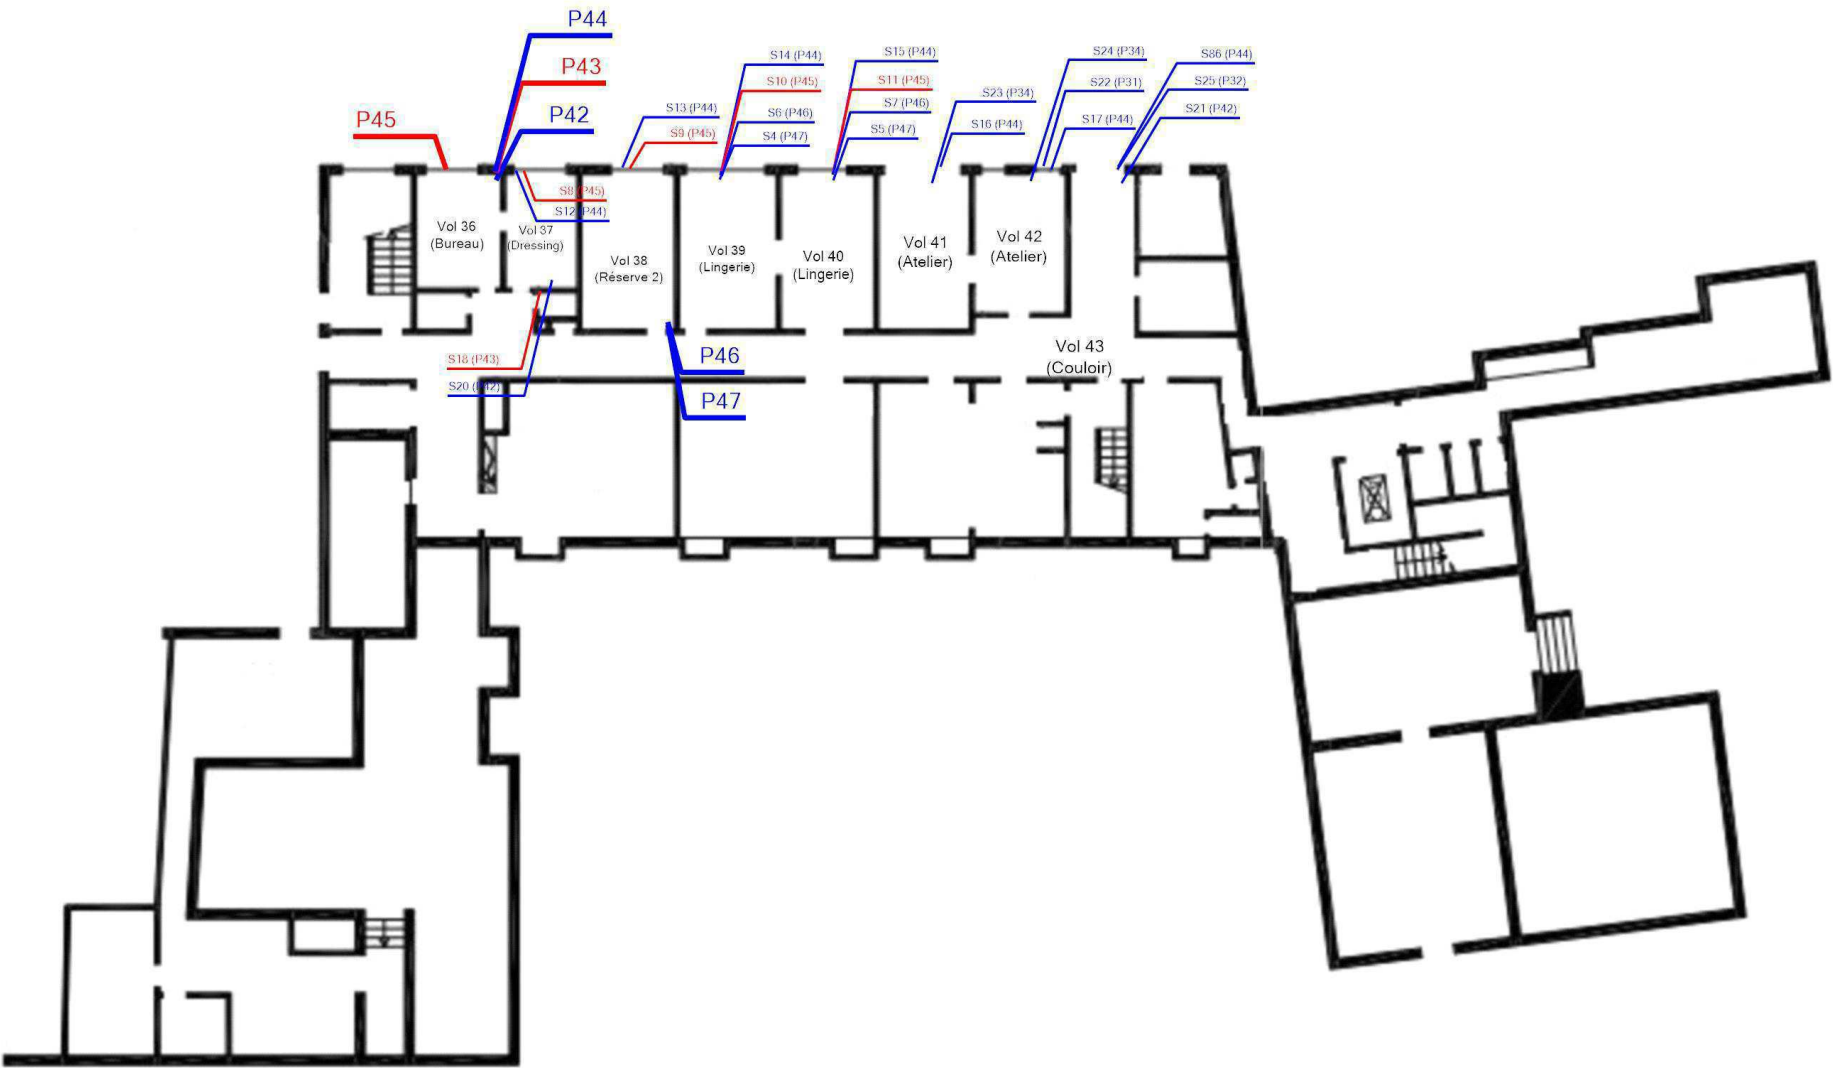 P44
P43
P42
P45
S14 (P44)
S10 (P45)
S6 (P46)
S4 (P47)
S15 (P44)
S11 (P45)
S7 (P46)
S5 (P47)
S24 (P34)
S22 (P31)
S17 (P44)
S86 (P44)
S25 (P32)
S21 (P42)
S23 (P34)
S16 (P44)
S13 (P44)
S9 (P45)
S8 (P45)
S12 (P44)
Vol 36
(Bureau)
Vol 37
(Dressing)
Vol 38
(Réserve 2)
Vol 39
(Lingerie)
Vol 40
(Lingerie)
Vol 41
(Atelier)
Vol 42
(Atelier)
Vol 43
(Couloir)
S18 (P43)
S20 (P42)
P46
P47